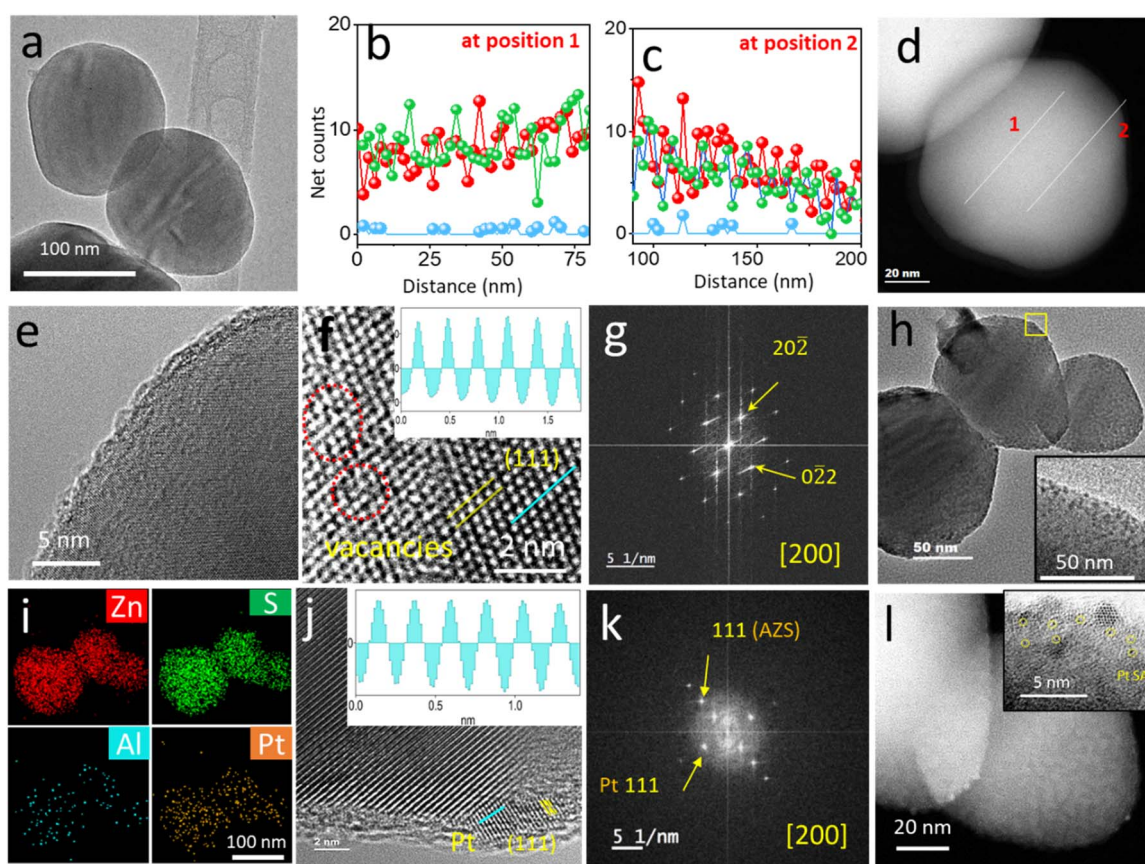 a
100 nm
b
at position 1
20
10
0
Net counts
0
25
50
75
Distance (nm)
c
at position 2
20
10
0
100
150
200
Distance (nm)
d
1
2
20 nm
e
5 nm
f
0.0
0.5
1.0
1.5
nm
(111)
vacancies
2 nm
g
202̅
02̅2
5 1/nm
[200]
h
50 nm
50 nm
i
Zn
S
Al
Pt
100 nm
j
0
0.0
0.5
1.0
nm
Pt
(111)
2 nm
k
111 (AZS)
Pt 111
5 1/nm
[200]
l
5 nm
20 nm